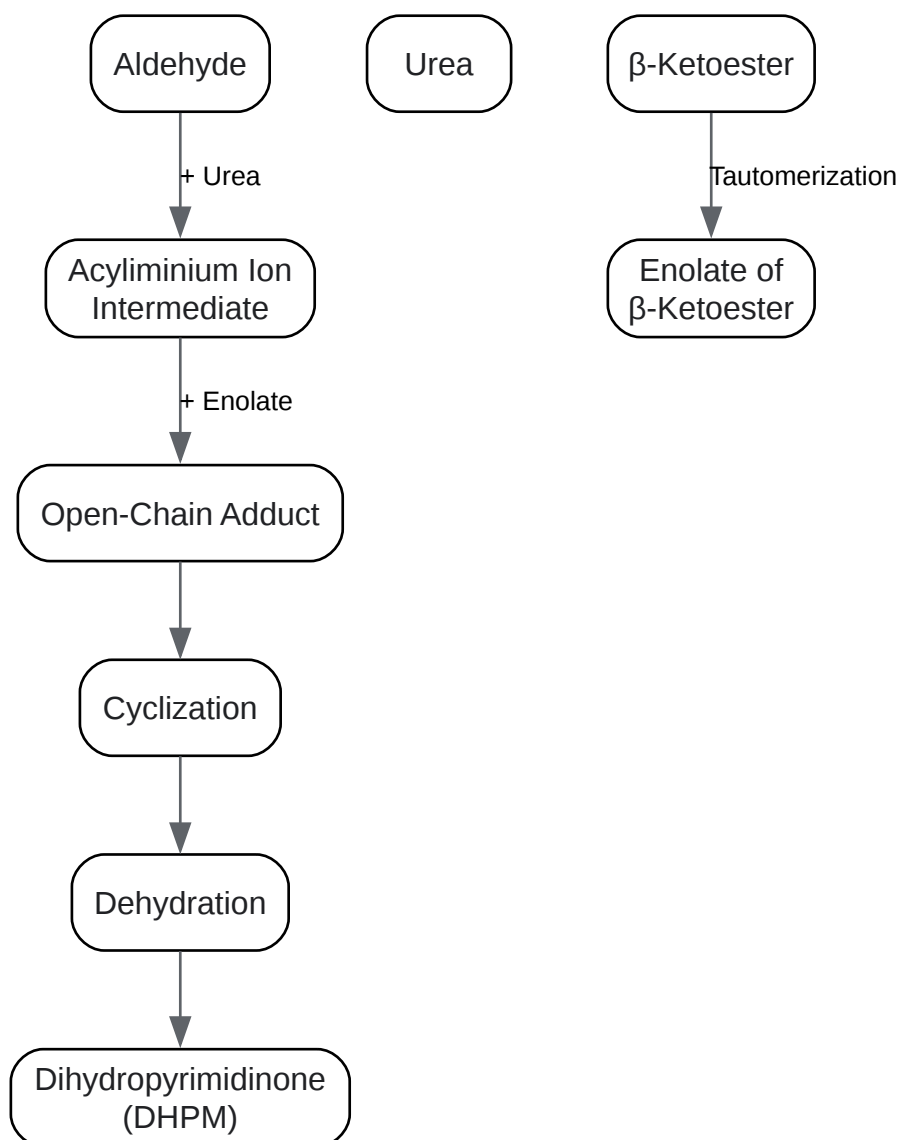 Aldehyde
Urea
β-Ketoester
+ Urea
Tautomerization
Acyliminium Ion
Intermediate
Enolate of
β-Ketoester
+ Enolate
Open-Chain Adduct
Cyclization
Dehydration
Dihydropyrimidinone
(DHPM)